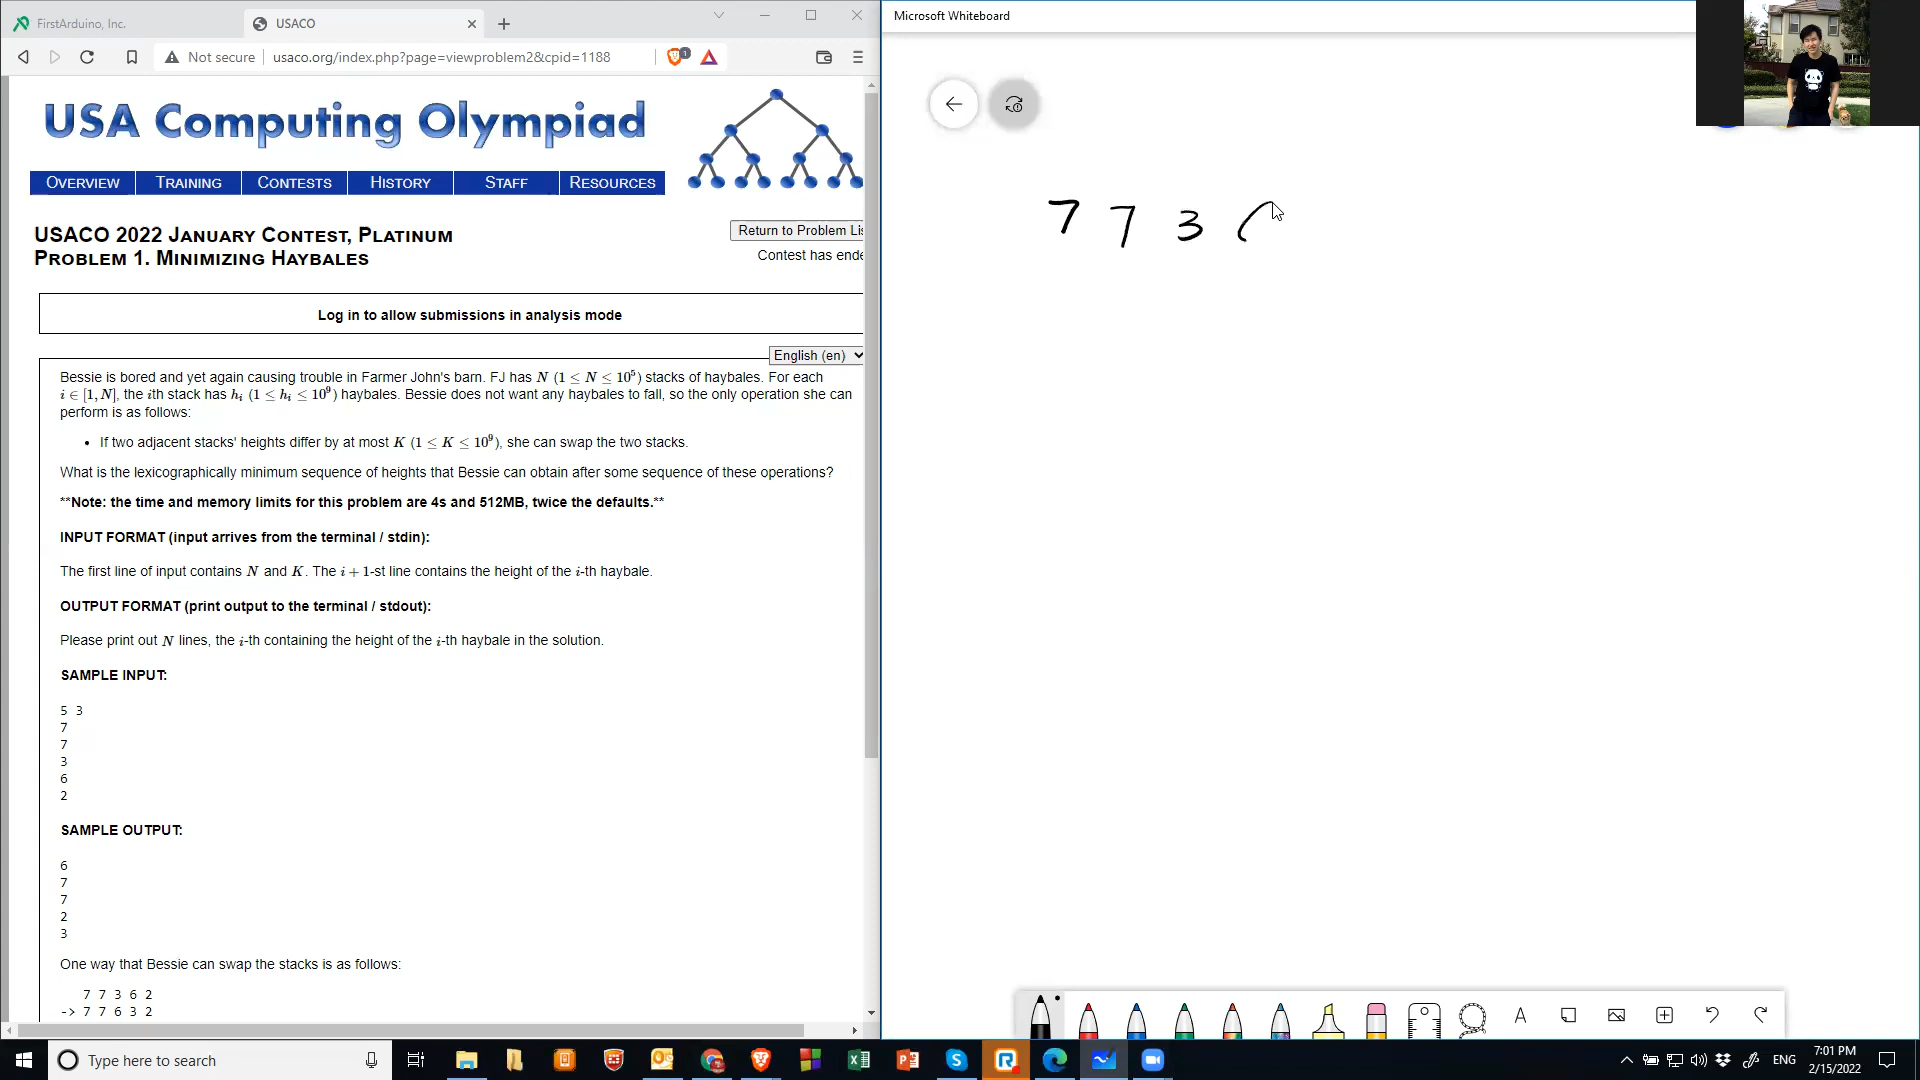 FirstArduino, Inc.
USACO
Not secure
usaco.org/index.php?page=viewproblem2&cpid=1188
1
Microsoft Whiteboard
USA Computing Olympiad
OVERVIEW TRAINING CONTESTS HISTORY STAFF RESOURCES
USACO 2022 JANUARY CONTEST, PLATINUM
PROBLEM 1. MINIMIZING HAYBALES
Return to Problem Lis
Contest has ende
7 7 3
Log in to allow submissions in analysis mode
English (en)
Bessie is bored and yet again causing trouble in Farmer John's barn. FJ has N (1 ≤ N ≤ 10⁵) stacks of haybales. For each
i ∈ [1, N], the ith stack has hᵢ (1 ≤ hᵢ ≤ 10⁹) haybales. Bessie does not want any haybales to fall, so the only operation she can
perform is as follows:
• If two adjacent stacks' heights differ by at most K (1 ≤ K ≤ 10⁹), she can swap the two stacks.
What is the lexicographically minimum sequence of heights that Bessie can obtain after some sequence of these operations?
**Note: the time and memory limits for this problem are 4s and 512MB, twice the defaults.**
INPUT FORMAT (input arrives from the terminal / stdin):
The first line of input contains N and K. The i + 1-st line contains the height of the i-th haybale.
OUTPUT FORMAT (print output to the terminal / stdout):
Please print out N lines, the i-th containing the height of the i-th haybale in the solution.
SAMPLE INPUT:
5 3
7
7
3
6
2
SAMPLE OUTPUT:
6
7
7
2
3
One way that Bessie can swap the stacks is as follows:
7 7 3 6 2
-> 7 7 6 3 2
Type here to search
ENG
7:01 PM
2/15/2022